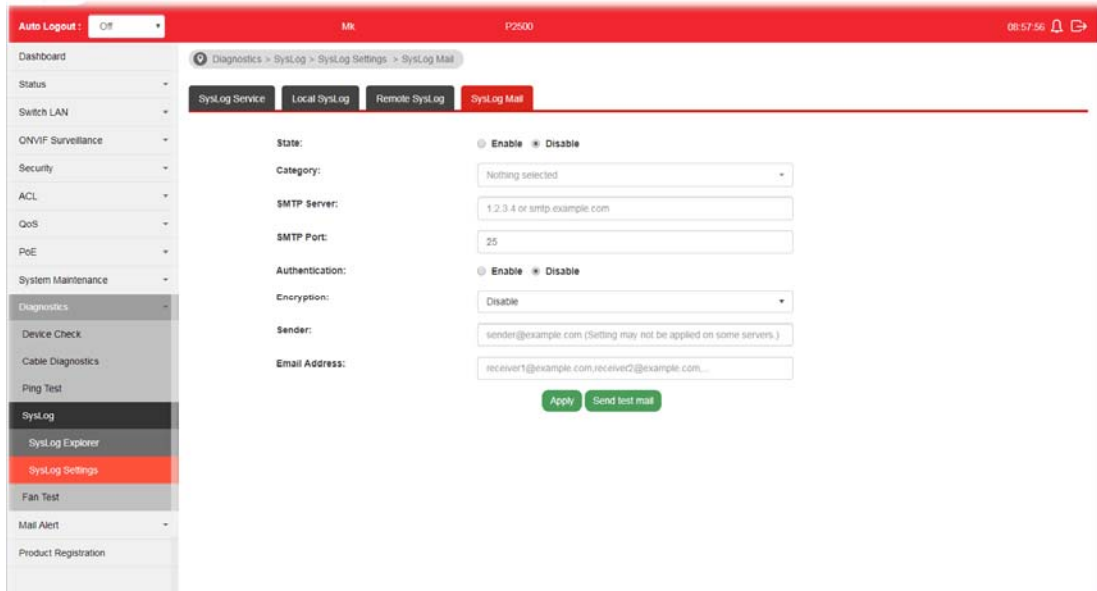 Auto Logout : Off Mk P2500 08:57:56
Dashboard
Status
Switch LAN
ONVIF Surveillance
Security
ACL
QoS
PoE
System Maintenance
Diagnostics
Device Check
Cable Diagnostics
Ping Test
SysLog
SysLog Explorer
SysLog Settings
Fan Test
Mail Alert
Product Registration
Diagnostics > SysLog > SysLog Settings > SysLog Mail
SysLog Service Local SysLog Remote SysLog SysLog Mail
State: Enable Disable
Category: Nothing selected
SMTP Server: 1.2.3.4 or smtp.example.com
SMTP Port: 25
Authentication: Enable Disable
Encryption: Disable
Sender: sender@example.com (Setting may not be applied on some servers.)
Email Address: receiver1@example.com,receiver2@example.com,...
Apply Send test mail